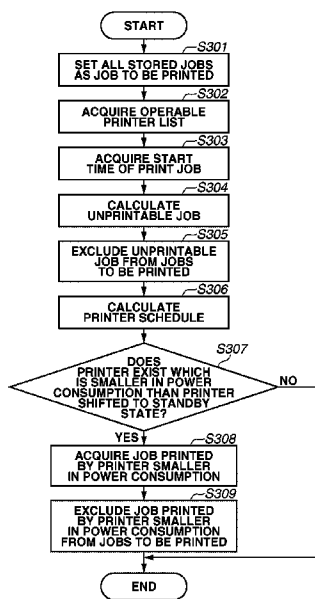 START
S301
SET ALL STORED JOBS
AS JOB TO BE PRINTED
S302
ACQUIRE OPERABLE
PRINTER LIST
S303
ACQUIRE START
TIME OF PRINT JOB
S304
CALCULATE
UNPRINTABLE JOB
S305
EXCLUDE UNPRINTABLE
JOB FROM JOBS
TO BE PRINTED
S306
CALCULATE
PRINTER SCHEDULE
S307
DOES
PRINTER EXIST WHICH
IS SMALLER IN POWER
CONSUMPTION THAN PRINTER
SHIFTED TO STANDBY
STATE?
NO
YES
S308
ACQUIRE JOB PRINTED
BY PRINTER SMALLER
IN POWER CONSUMPTION
S309
EXCLUDE JOB PRINTED
BY PRINTER SMALLER
IN POWER CONSUMPTION
FROM JOBS TO BE PRINTED
END